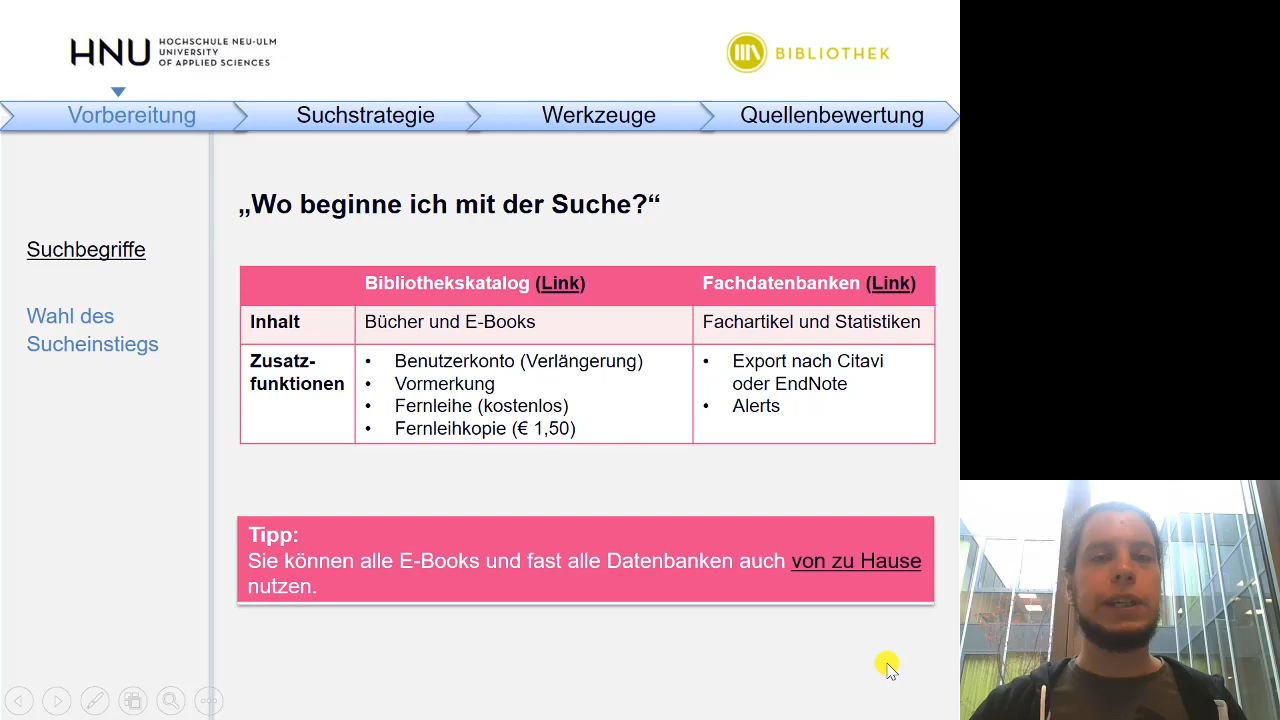 HNU HOCHSCHULE NEU-ULM
UNIVERSITY
OF APPLIED SCIENCES
BIBLIOTHEK
Vorbereitung
Suchstrategie
Werkzeuge
Quellenbewertung
„Wo beginne ich mit der Suche?“
Suchbegriffe
Wahl des
Sucheinstiegs
Bibliothekskatalog (Link)
Fachdatenbanken (Link)
Inhalt
Bücher und E-Books
Fachartikel und Statistiken
Zusatz-
funktionen
• Benutzerkonto (Verlängerung)
• Vormerkung
• Fernleihe (kostenlos)
• Fernleihkopie (€ 1,50)
• Export nach Citavi
oder EndNote
• Alerts
Tipp:
Sie können alle E-Books und fast alle Datenbanken auch von zu Hause
nutzen.